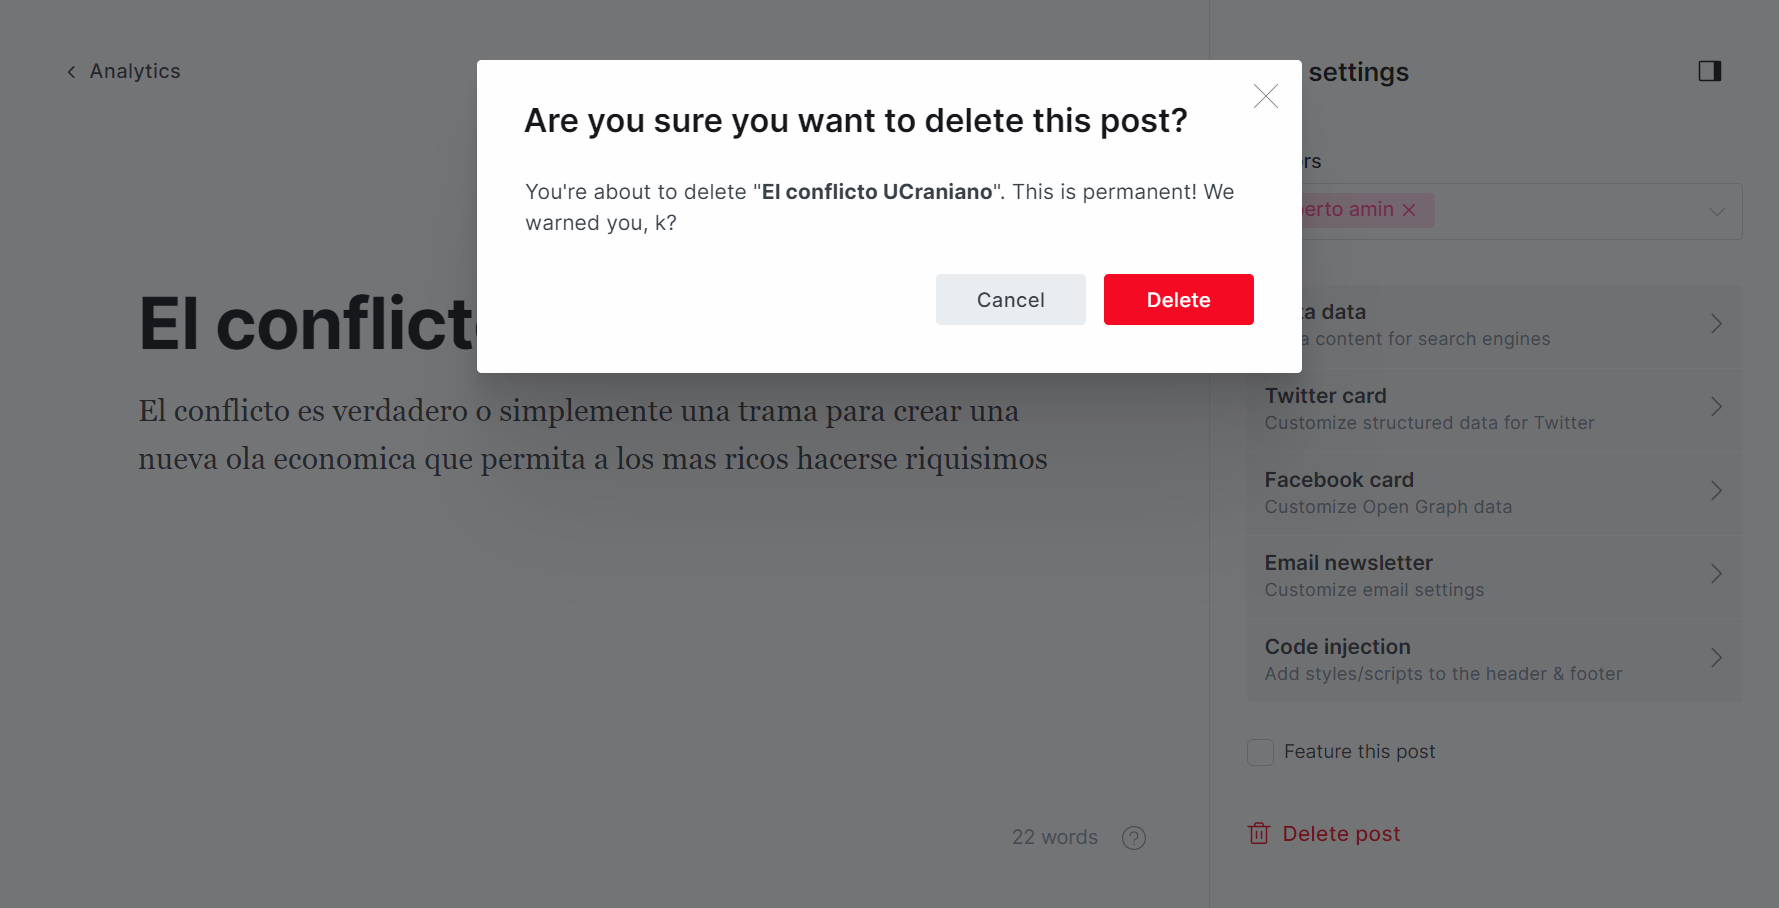 Analytics
settings
Are you sure you want to delete this post?
You're about to delete "El conflicto UCraniano". This is permanent! We
warned you, k?
Cancel
Delete
El conflict
El conflicto es verdadero o simplemente una trama para crear una
nueva ola economica que permita a los mas ricos hacerse riquisimos
22 words
?
rs
berto amin
ta data
a content for search engines
Twitter card
Customize structured data for Twitter
Facebook card
Customize Open Graph data
Email newsletter
Customize email settings
Code injection
Add styles/scripts to the header & footer
Feature this post
Delete post